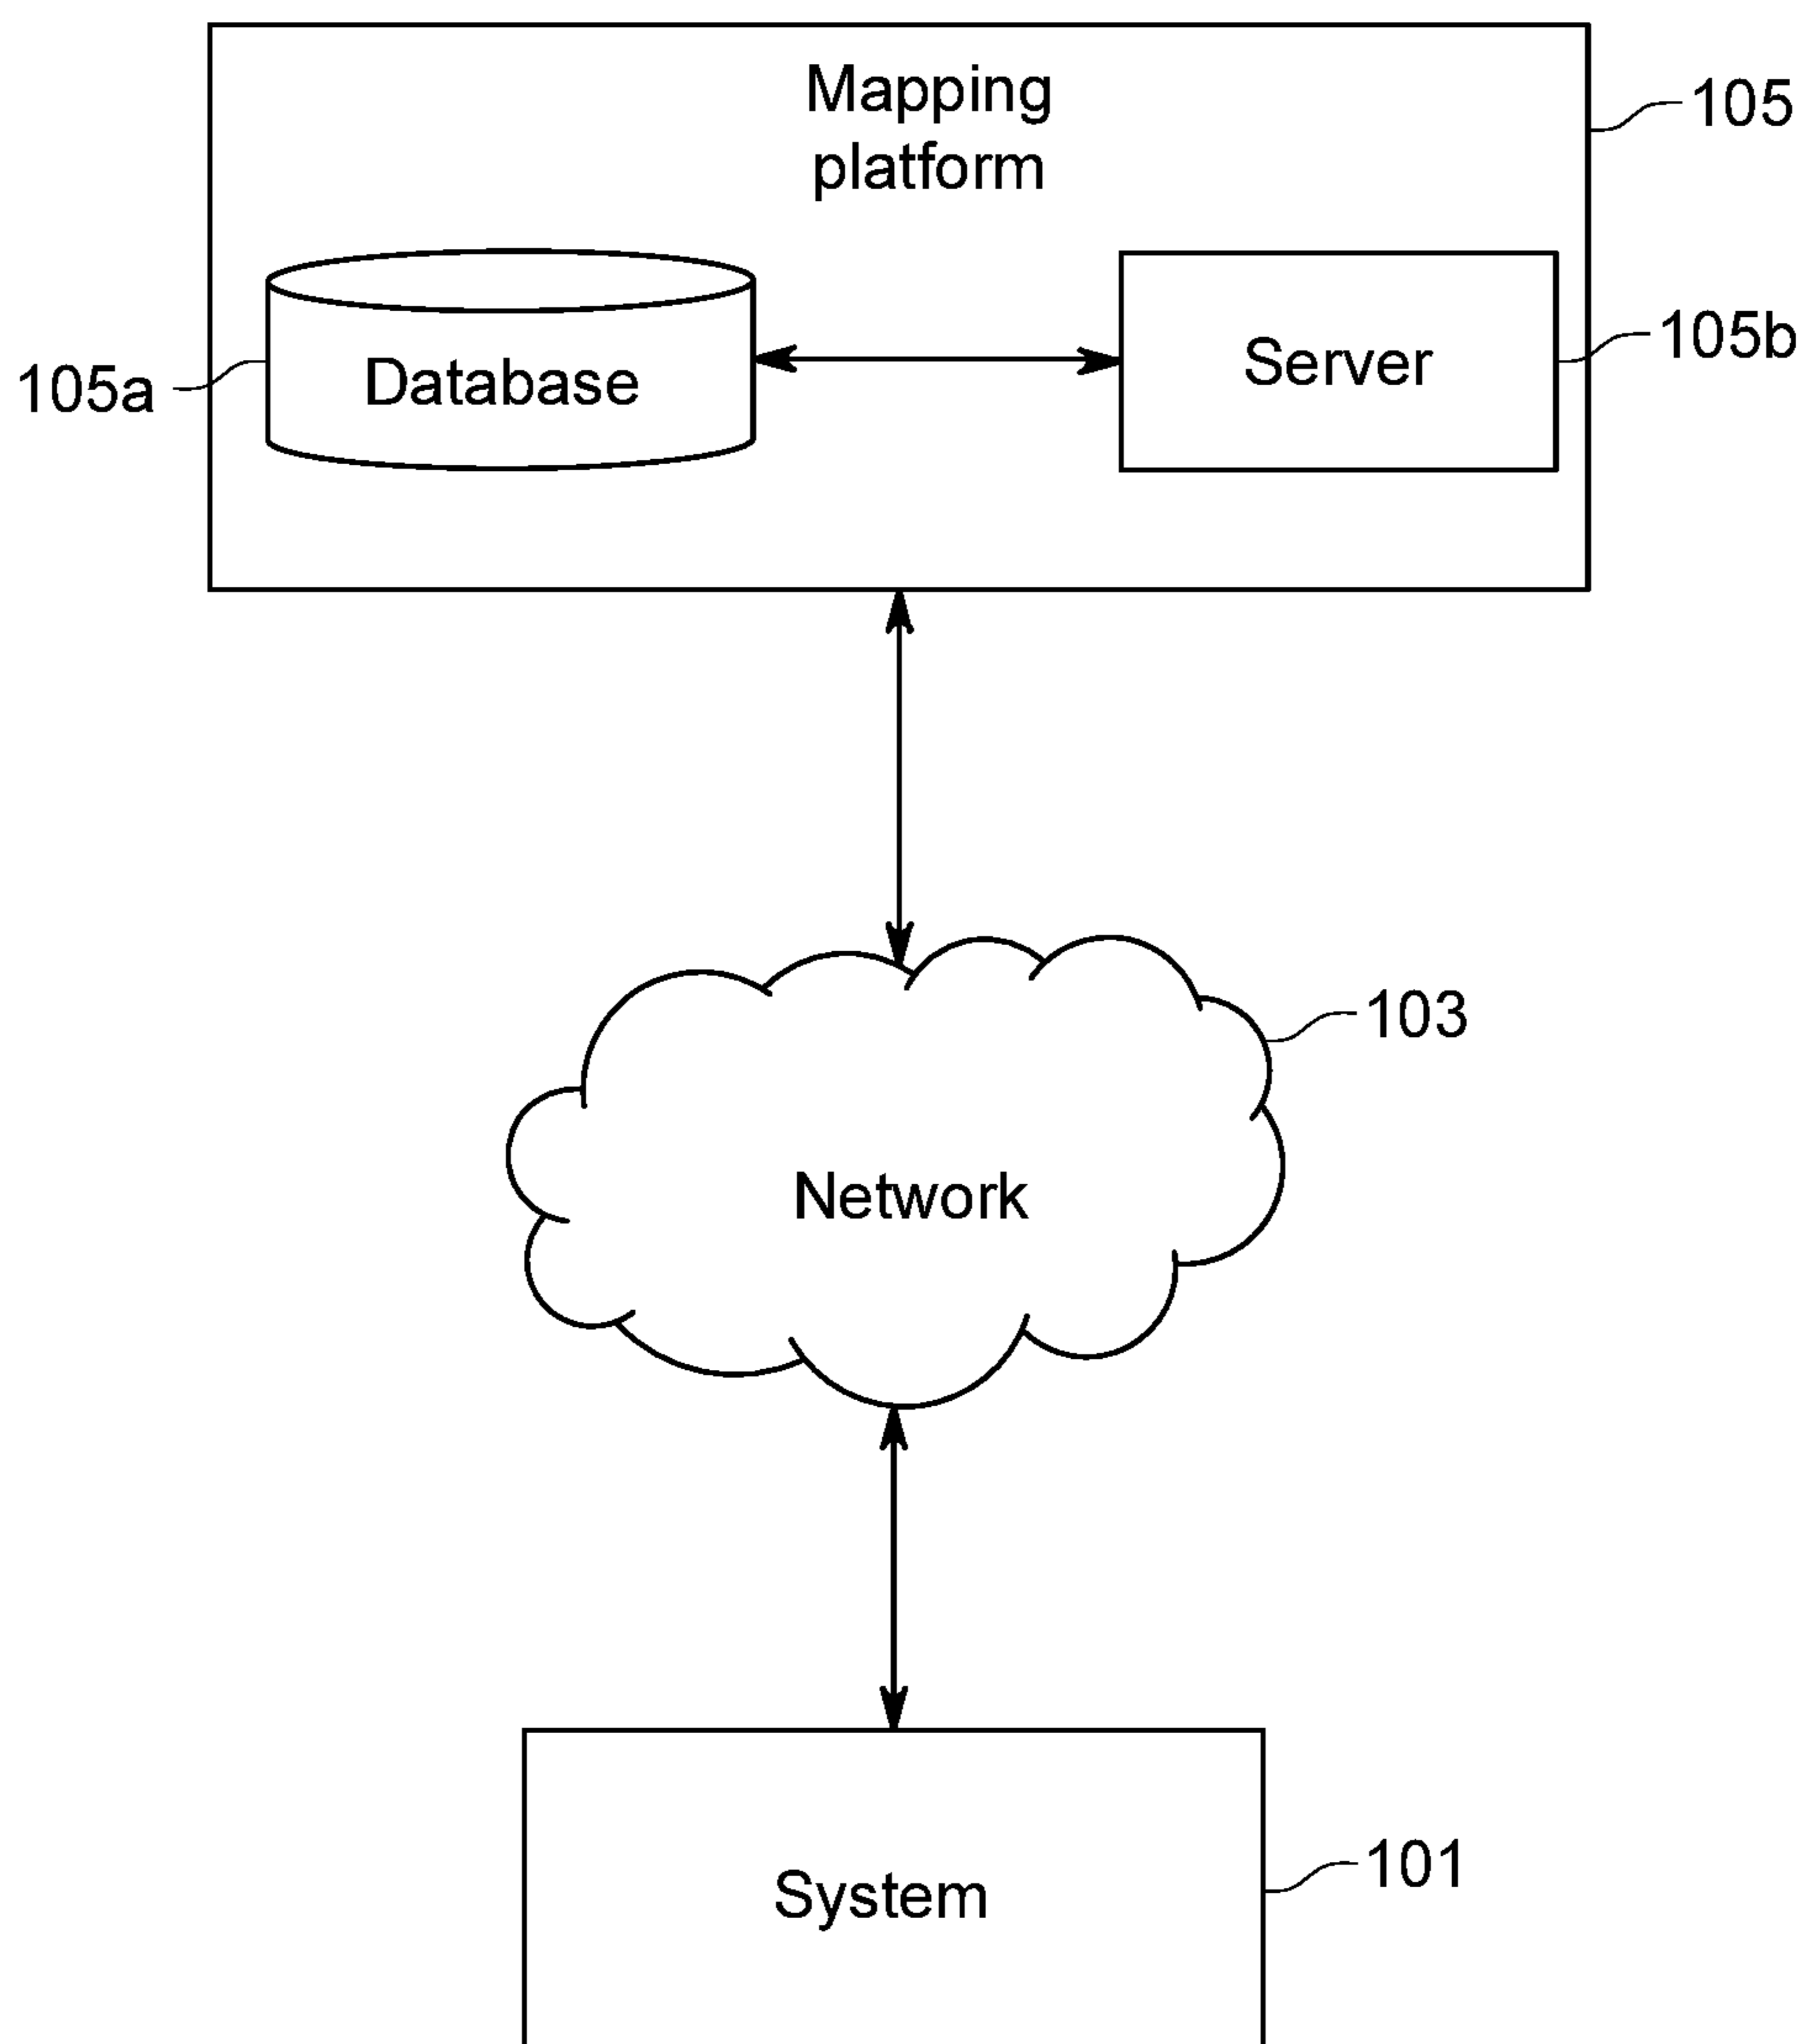 Mapping
platform
105
Database
Server
105a
105b
Network
103
System
101